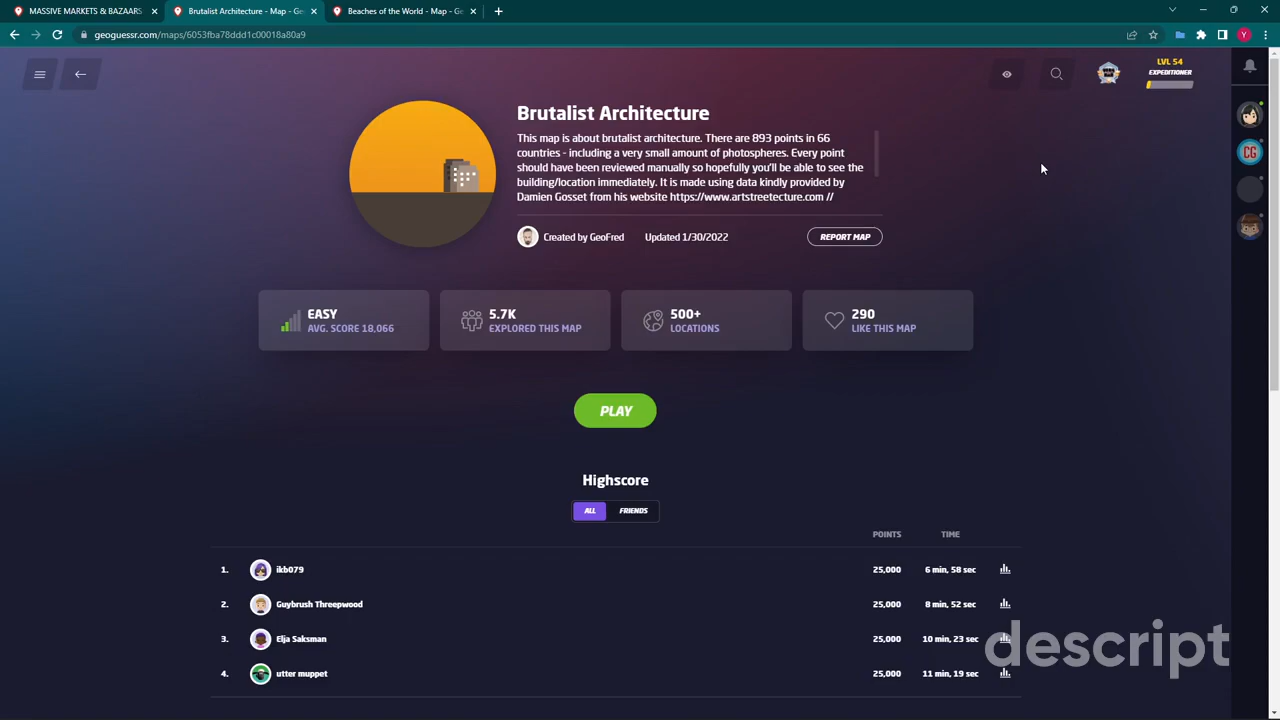 MASSIVE MARKETS & BAZAARS
Brutalist Architecture - Map - Ge
Beaches of the World - Map - Ge
geoguessr.com/maps/6053fba78ddd1c00018a80a9
Y
LVL 54
EXPEDITIONER
Brutalist Architecture
This map is about brutalist architecture. There are 893 points in 66
countries - including a very small amount of photospheres. Every point
should have been reviewed manually so hopefully you'll be able to see the
building/location immediately. It is made using data kindly provided by
Damien Gosset from his website https://www.artstreetecture.com //
Created by GeoFred Updated 1/30/2022 REPORT MAP
CG
EASY
AVG. SCORE 18,066
5.7K
EXPLORED THIS MAP
500+
LOCATIONS
290
LIKE THIS MAP
PLAY
Highscore
ALL FRIENDS
POINTS TIME
1. ikb079 25,000 6 min, 58 sec
2. Guybrush Threepwood 25,000 8 min, 52 sec
3. Elja Saksman 25,000 10 min, 23 sec
4. utter muppet 25,000 11 min, 19 sec
descript